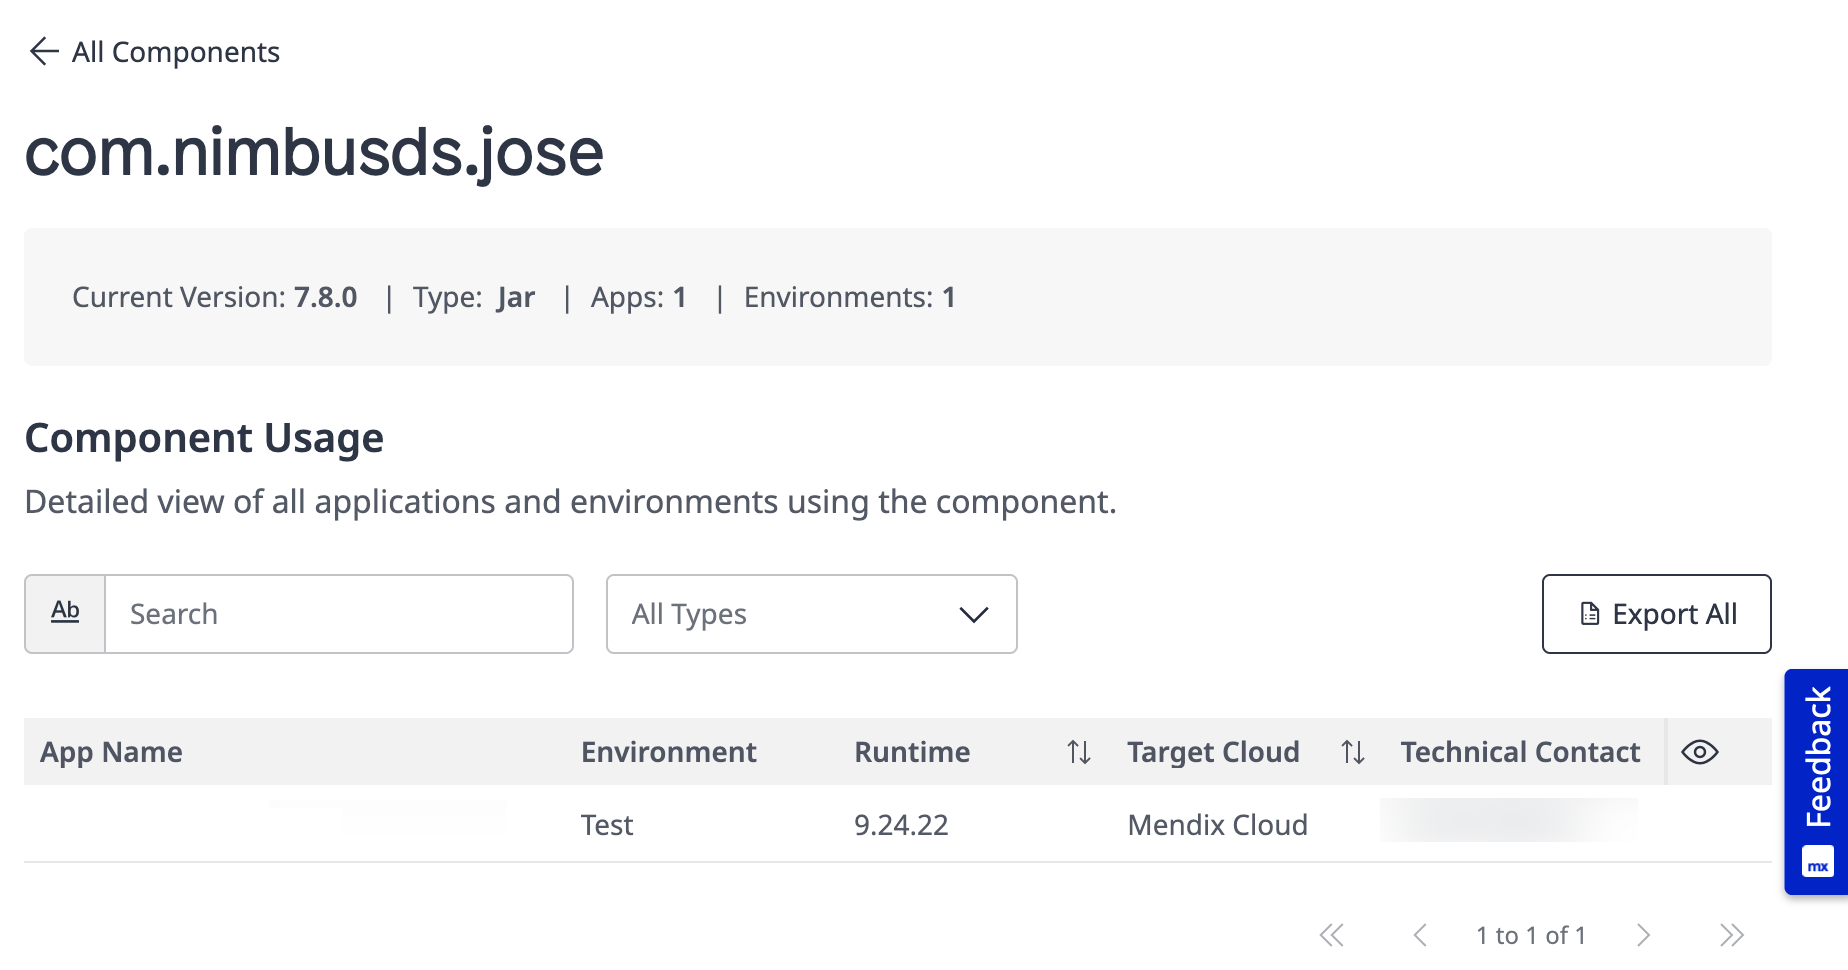 All Components
com.nimbusds.jose
Current Version: 7.8.0 | Type: Jar | Apps: 1 | Environments: 1
Component Usage
Detailed view of all applications and environments using the component.
Ab Search All Types Export All
App Name Environment Runtime Target Cloud Technical Contact
Test 9.24.22 Mendix Cloud
1 to 1 of 1
Feedback
mx